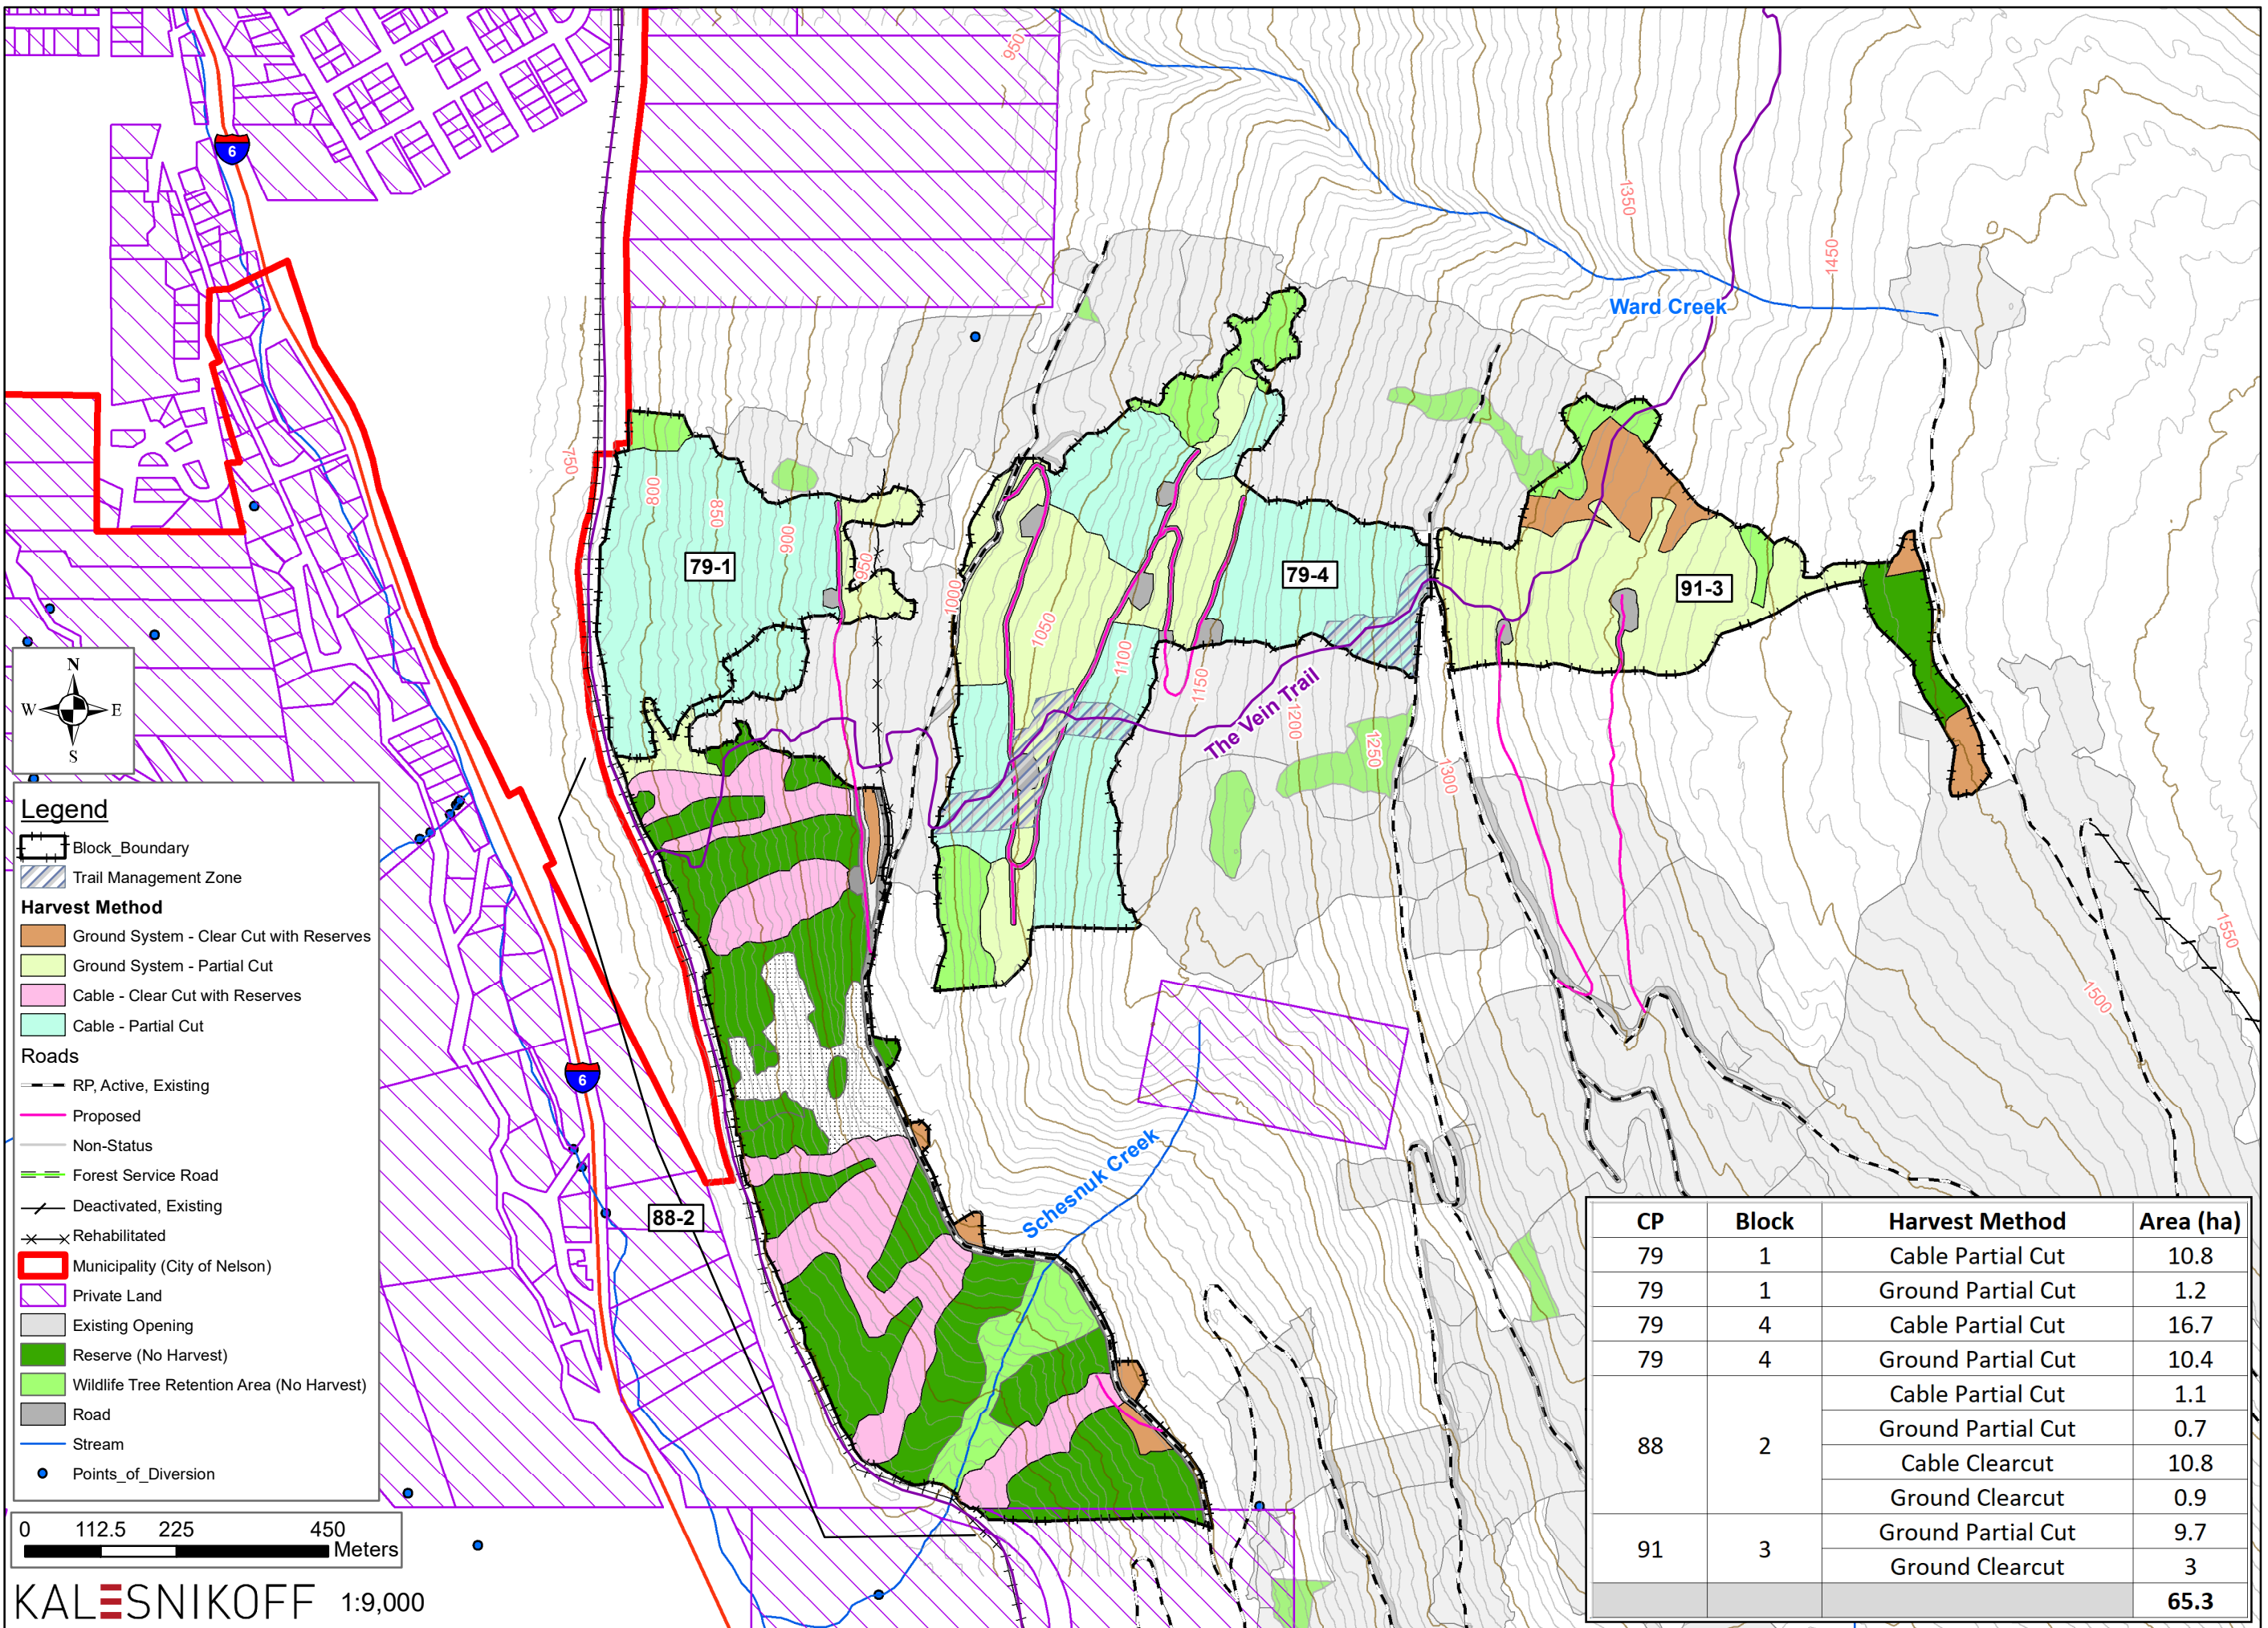 950
6
1350
1450
Ward Creek
750
800
850
900
950
79-1
1000
1050
79-4
91-3
1100
1150
The Vein Trail
1200
1250
1300
1550
1500
6
Schesnuk Creek
88-2
N
W E
S
Legend
Block_Boundary
Trail Management Zone
Harvest Method
Ground System - Clear Cut with Reserves
Ground System - Partial Cut
Cable - Clear Cut with Reserves
Cable - Partial Cut
Roads
RP, Active, Existing
Proposed
Non-Status
Forest Service Road
Deactivated, Existing
Rehabilitated
Municipality (City of Nelson)
Private Land
Existing Opening
Reserve (No Harvest)
Wildlife Tree Retention Area (No Harvest)
Road
Stream
Points_of_Diversion
0 112.5 225 450
Meters
KALESNIKOFF 1:9,000
CP Block Harvest Method Area (ha)
79 1 Cable Partial Cut 10.8
79 1 Ground Partial Cut 1.2
79 4 Cable Partial Cut 16.7
79 4 Ground Partial Cut 10.4
88 2 Cable Partial Cut 1.1
Ground Partial Cut 0.7
Cable Clearcut 10.8
Ground Clearcut 0.9
91 3 Ground Partial Cut 9.7
Ground Clearcut 3
65.3